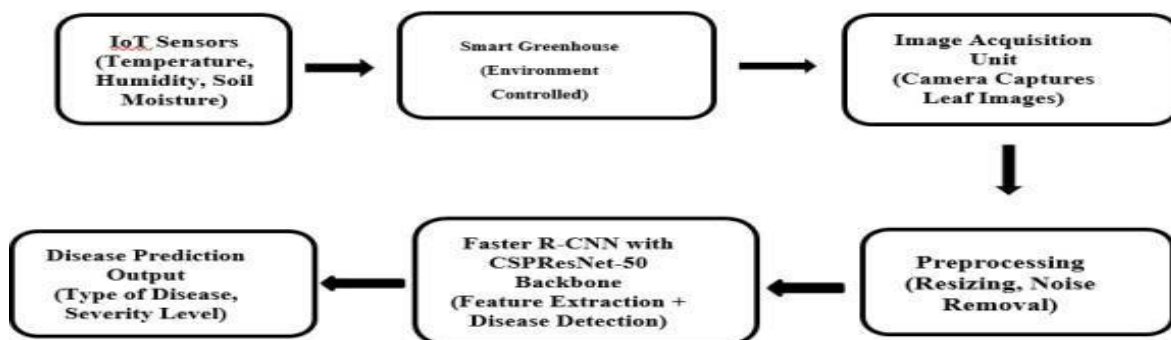 IoT Sensors
(Temperature,
Humidity, Soil
Moisture)
Smart Greenhouse
(Environment
Controlled)
Image Acquisition
Unit
(Camera Captures
Leaf Images)
Preprocessing
(Resizing, Noise
Removal)
Faster R-CNN with
CSPResNet-50
Backbone
(Feature Extraction +
Disease Detection)
Disease Prediction
Output
(Type of Disease,
Severity Level)